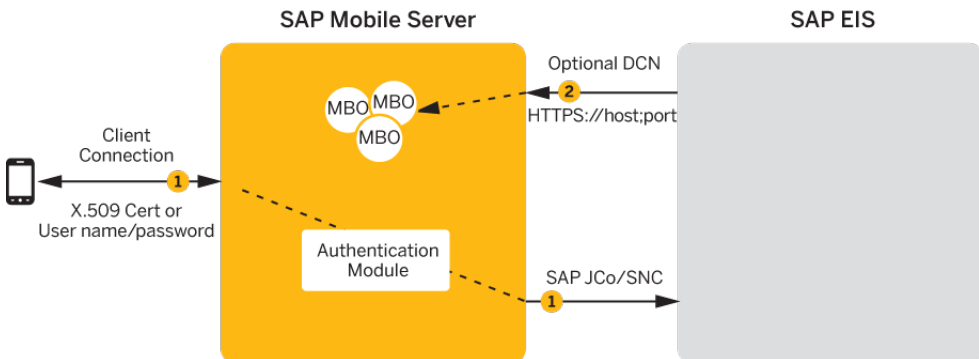 SAP Mobile Server
SAP EIS
Optional DCN
2
HTTPS://host;port
MBO
MBO
MBO
Client
Connection
1
X.509 Cert or
User name/password
Authentication
Module
SAP JCo/SNC
1